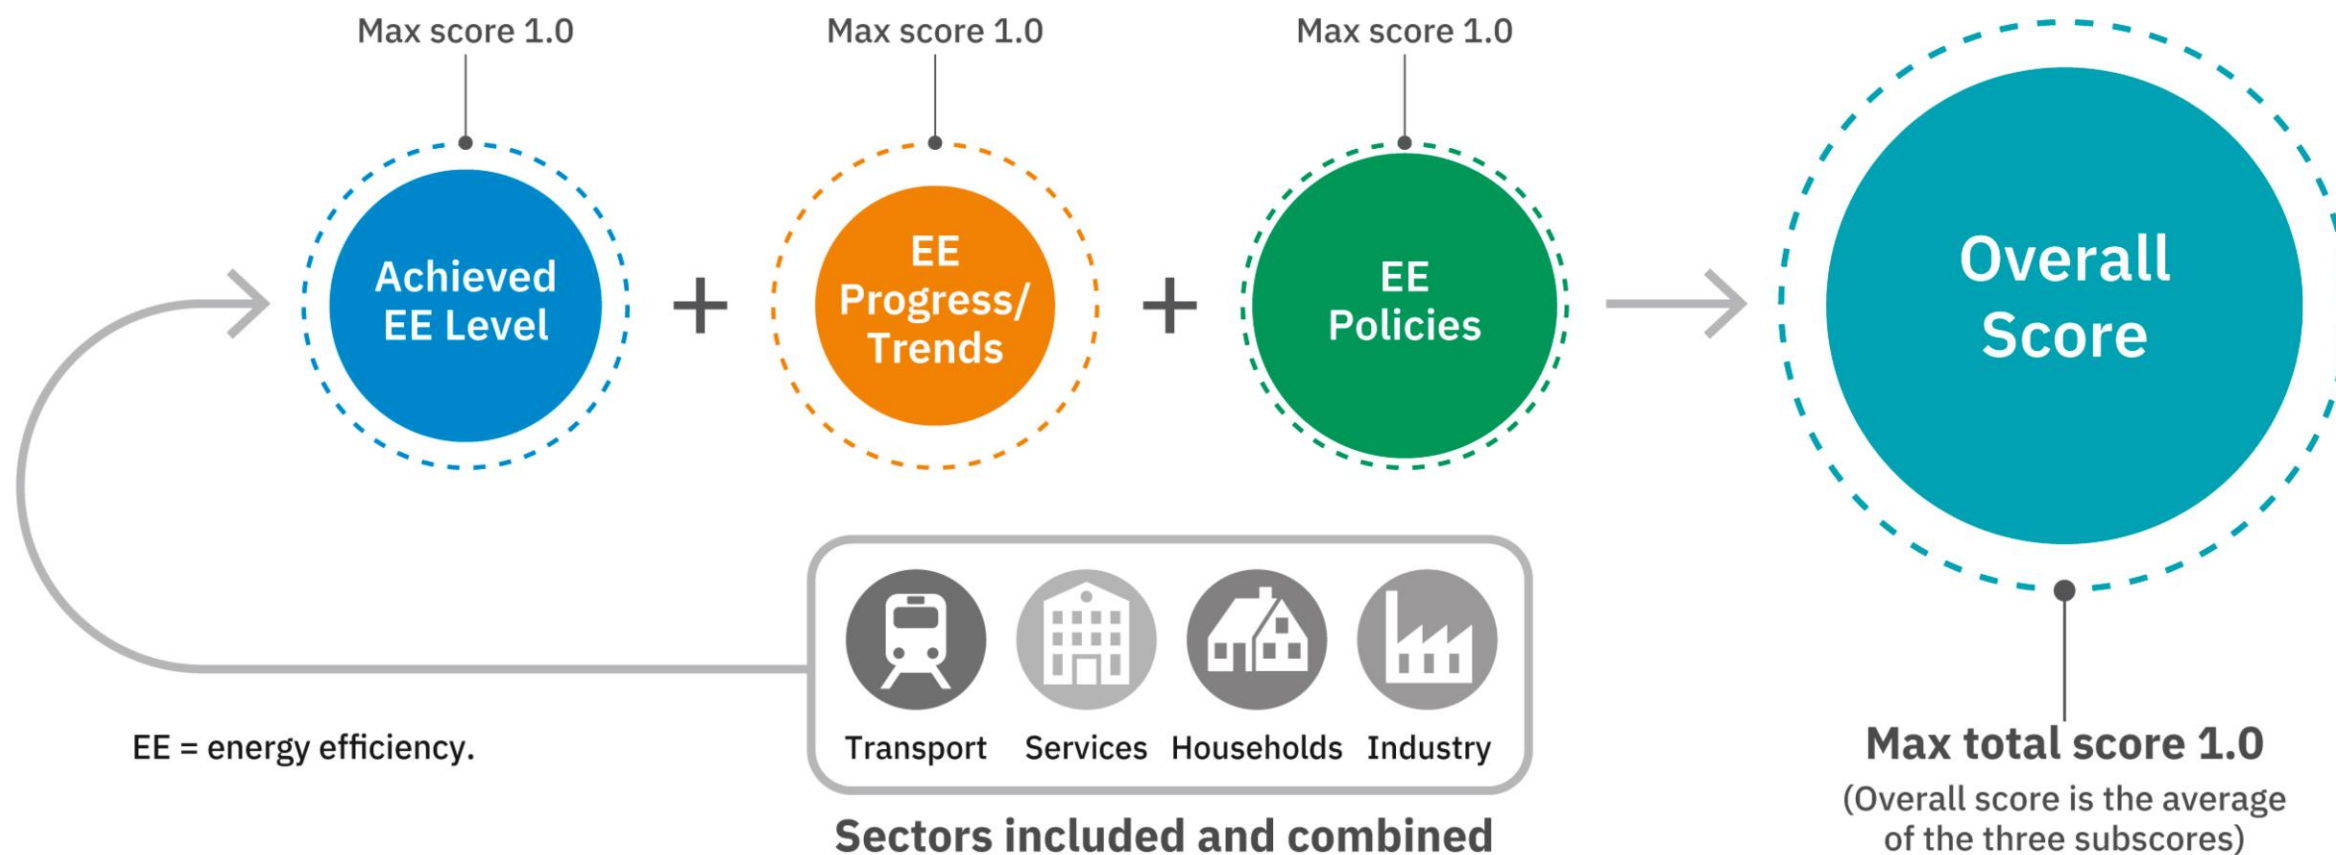 Max score 1.0
Max score 1.0
Max score 1.0
Achieved
EE Level
+
EE
Progress/
Trends
+
EE
Policies
Overall
Score
Transport
Services
Households
Industry
Sectors included and combined
EE = energy efficiency.
Max total score 1.0
(Overall score is the average
of the three subscores)